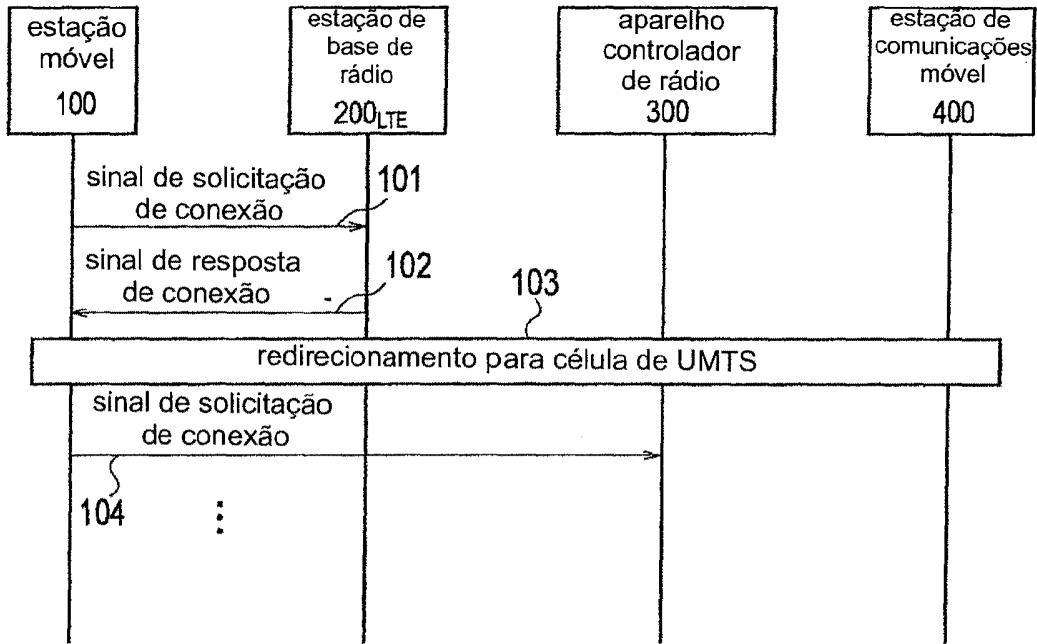 estação
móvel
100
estação de
base de
rádio
200LTE
aparelho
controlador
de rádio
300
estação de
comunicações
móvel
400
sinal de solicitação
de conexão
101
sinal de resposta
de conexão
102
103
redirecionamento para célula de UMTS
sinal de solicitação
de conexão
104